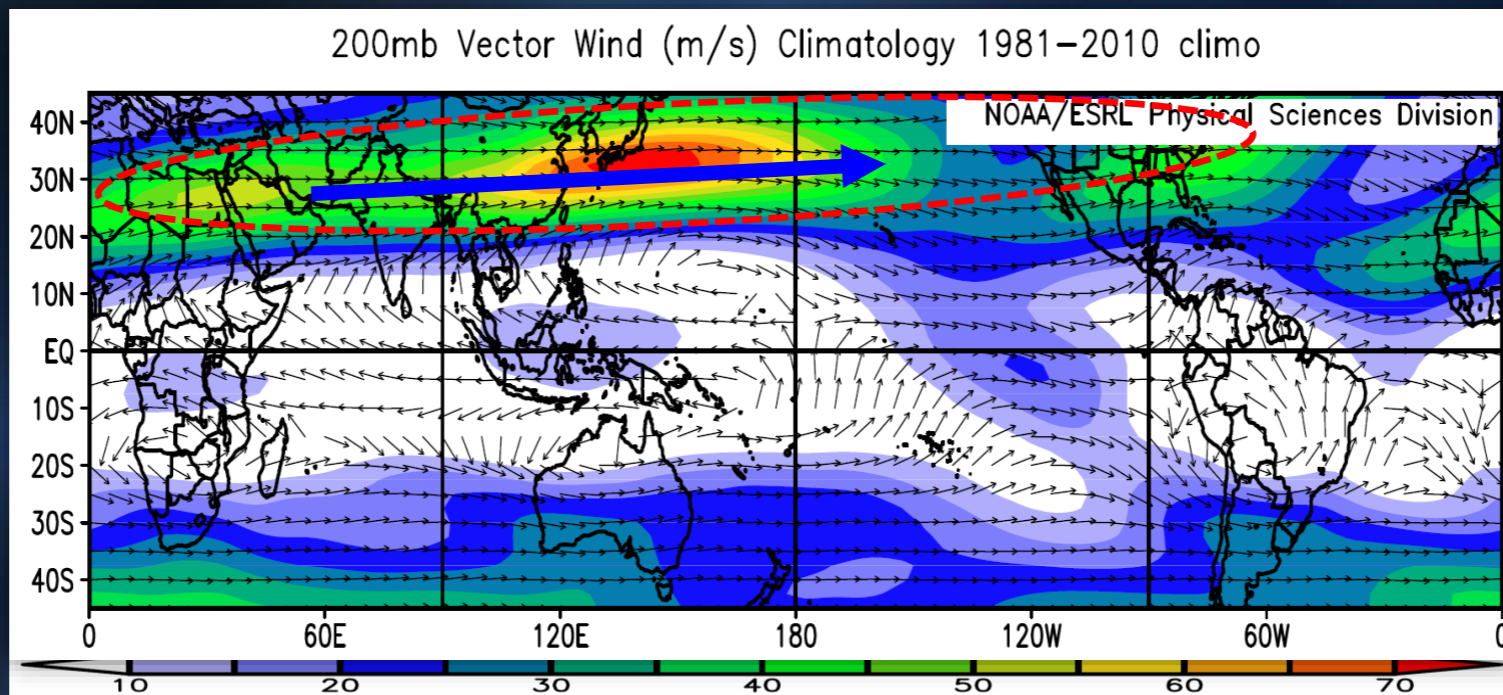 200mb Vector Wind (m/s) Climatology 1981–2010 climo
NOAA/ESRL Physical Sciences Division
40N
30N
20N
10N
EQ
10S
20S
30S
40S
0 60E 120E 180 120W 60W 0
10 20 30 40 50 60 70